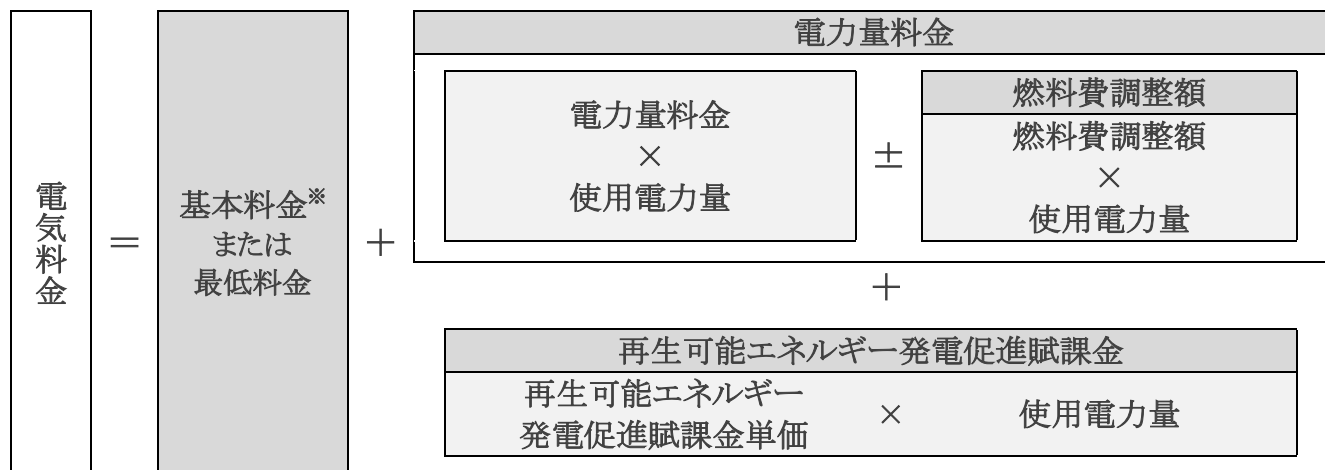 電気料金
＝
基本料金※
または
最低料金
＋
電力量料金
電力量料金
×
使用電力量
±
燃料費調整額
燃料費調整額
×
使用電力量
＋
再生可能エネルギー発電促進賦課金
再生可能エネルギー
発電促進賦課金単価
×
使用電力量